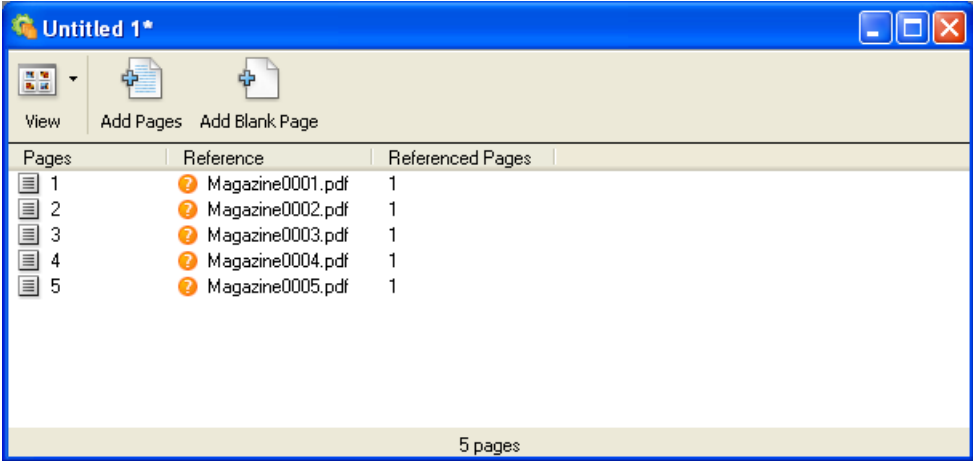 Untitled 1*
View Add Pages Add Blank Page
Pages Reference Referenced Pages
1 Magazine0001.pdf 1
2 Magazine0002.pdf 1
3 Magazine0003.pdf 1
4 Magazine0004.pdf 1
5 Magazine0005.pdf 1
5 pages